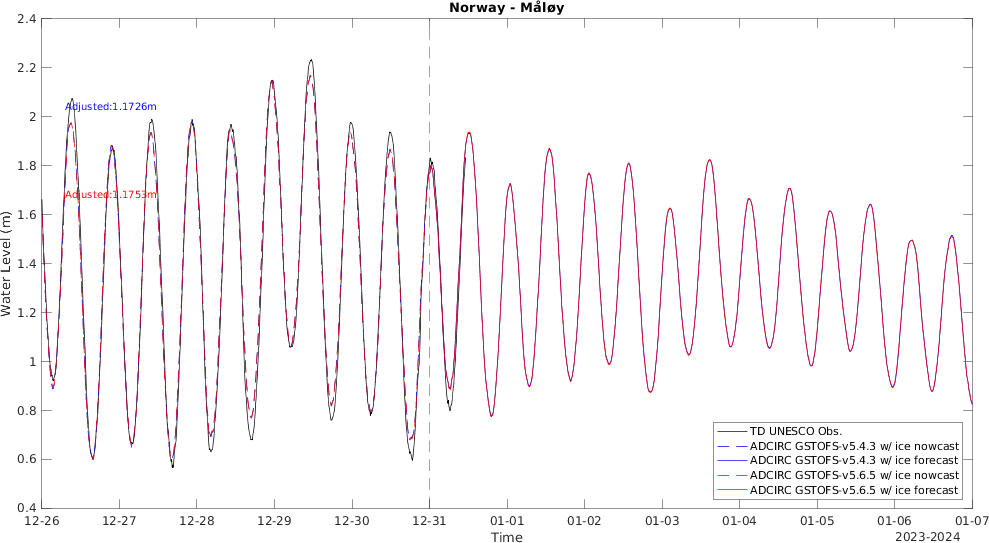 Norway - Måløy
2.4
2.2
2
1.8
1.6
1.4
1.2
1
0.8
0.6
0.4
Water Level (m)
Adjusted:1.1726m
Adjusted:1.1753m
TD UNESCO Obs.
ADCIRC GSTOFS-v5.4.3 w/ ice nowcast
ADCIRC GSTOFS-v5.4.3 w/ ice forecast
ADCIRC GSTOFS-v5.6.5 w/ ice nowcast
ADCIRC GSTOFS-v5.6.5 w/ ice forecast
12-26 12-27 12-28 12-29 12-30 12-31 01-01 01-02 01-03 01-04 01-05 01-06 01-07
Time
2023-2024